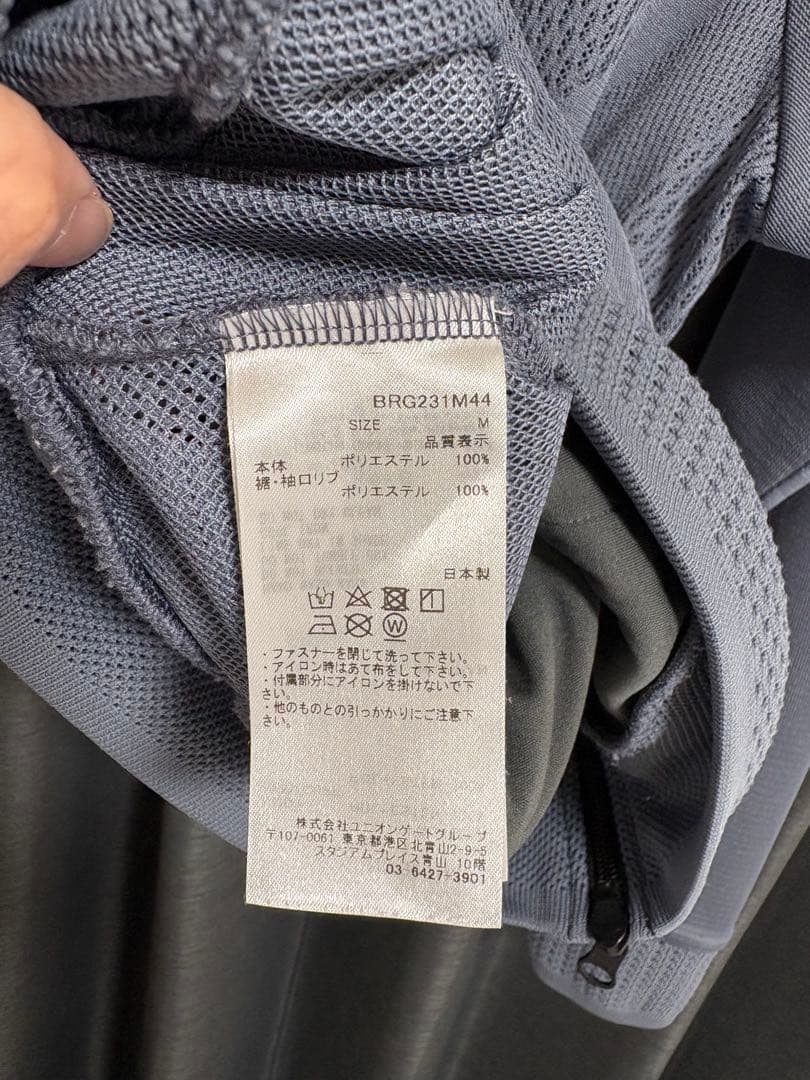 BRG231M44
SIZE M
品質表示
本体 ポリエステル 100%
裾・袖口リブ
ポリエステル 100%
日本製
W
・ファスナーを閉じて洗って下さい。
・アイロン時はあて布をして下さい。
・付属部分にアイロンを掛けないで下
さい。
・他のものとの引っかかりにご注意下
さい。
株式会社ユニオンゲートグループ
〒107-0061 東京都港区北青山2-9-5
スタジアムプレイス青山 10階
03 6427-3901